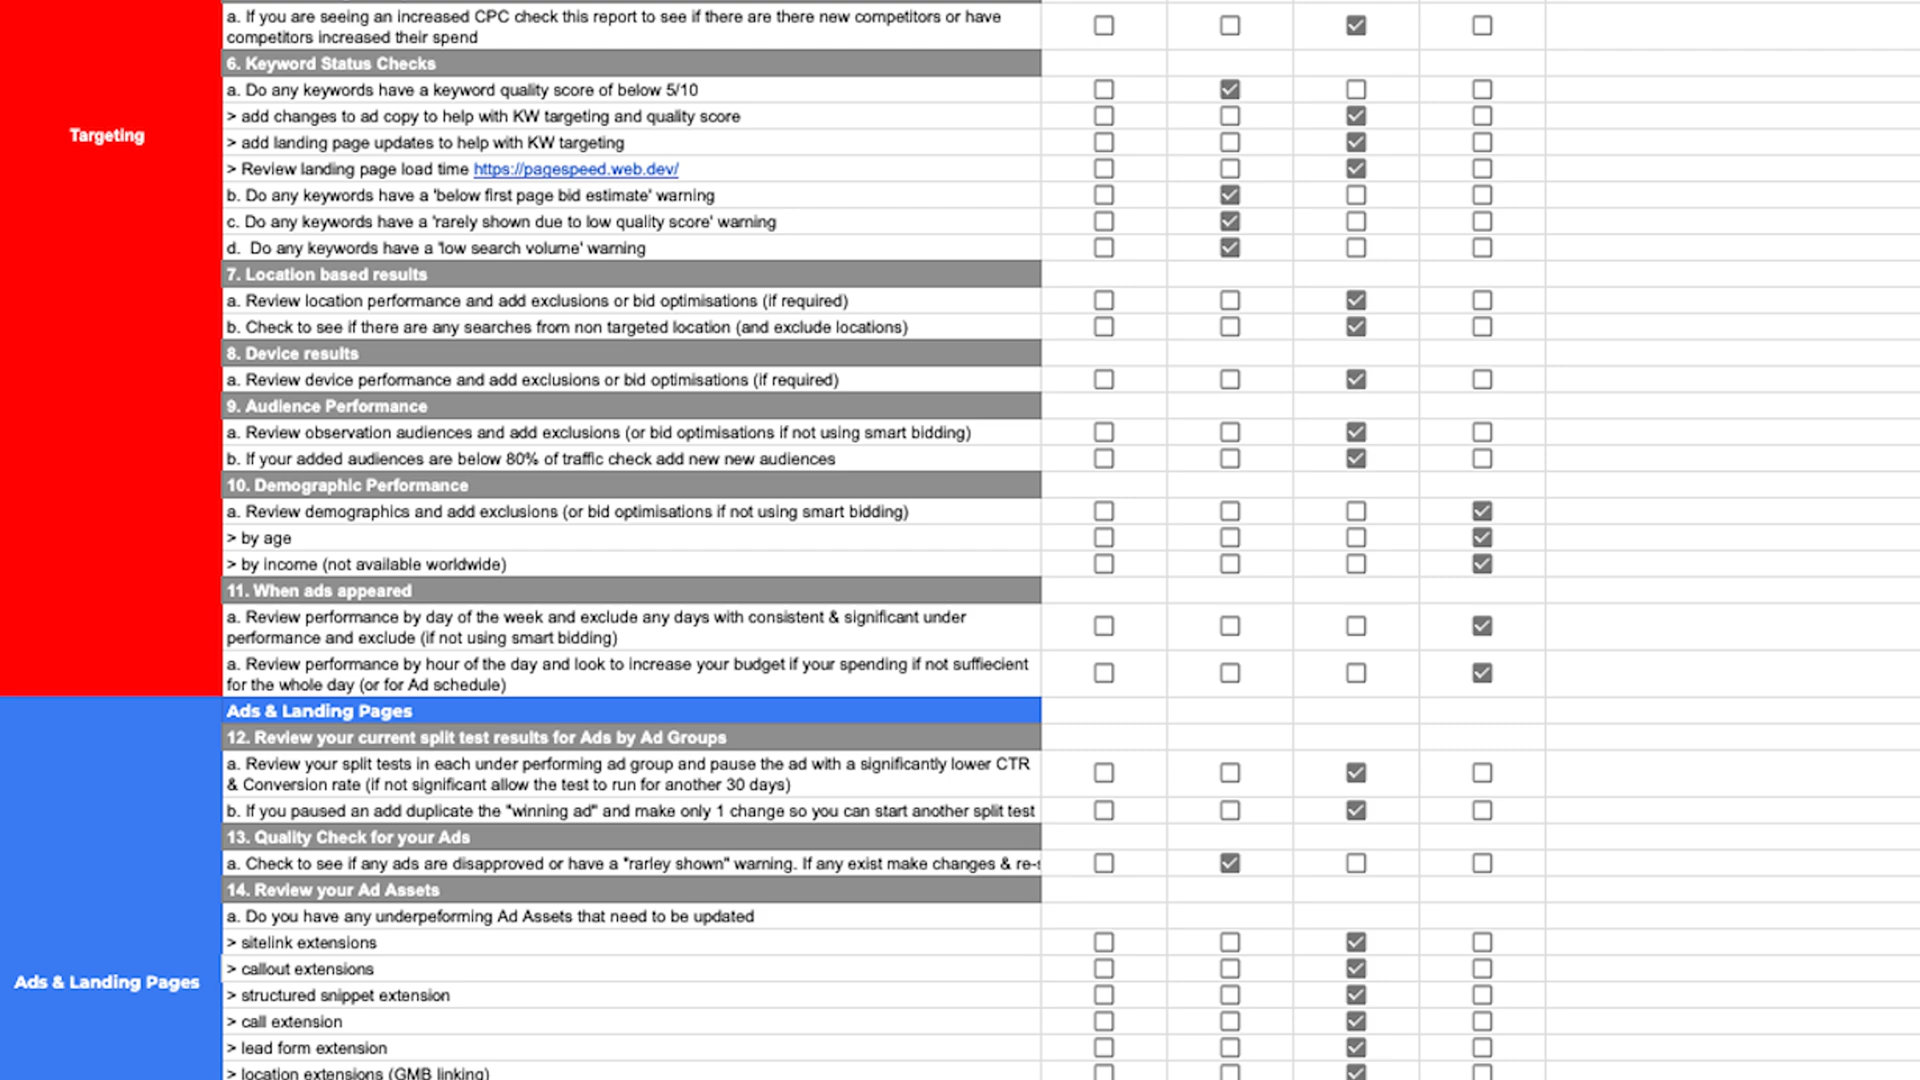 a. If you are seeing an increased CPC check this report to see if there are there new competitors or have
competitors increased their spend
6. Keyword Status Checks
a. Do any keywords have a keyword quality score of below 5/10
> add changes to ad copy to help with KW targeting and quality score
Targeting
> add landing page updates to help with KW targeting
> Review landing page load time https://pagespeed.web.dev/
b. Do any keywords have a 'below first page bid estimate' warning
c. Do any keywords have a 'rarely shown due to low quality score' warning
d.  Do any keywords have a 'low search volume' warning
7. Location based results
a. Review location performance and add exclusions or bid optimisations (if required)
b. Check to see if there are any searches from non targeted location (and exclude locations)
8. Device results
a. Review device performance and add exclusions or bid optimisations (if required)
9. Audience Performance
a. Review observation audiences and add exclusions (or bid optimisations if not using smart bidding)
b. If your added audiences are below 80% of traffic check add new new audiences
10. Demographic Performance
a. Review demographics and add exclusions (or bid optimisations if not using smart bidding)
> by age
> by income (not available worldwide)
11. When ads appeared
a. Review performance by day of the week and exclude any days with consistent & significant under
performance and exclude (if not using smart bidding)
a. Review performance by hour of the day and look to increase your budget if your spending if not suffiecient
for the whole day (or for Ad schedule)
Ads & Landing Pages
12. Review your current split test results for Ads by Ad Groups
a. Review your split tests in each under performing ad group and pause the ad with a significantly lower CTR
& Conversion rate (if not significant allow the test to run for another 30 days)
b. If you paused an add duplicate the "winning ad" and make only 1 change so you can start another split test
13. Quality Check for your Ads
a. Check to see if any ads are disapproved or have a "rarley shown" warning. If any exist make changes & re-
14. Review your Ad Assets
a. Do you have any underpeforming Ad Assets that need to be updated
> sitelink extensions
> callout extensions
Ads & Landing Pages
> structured snippet extension
> call extension
> lead form extension
> location extensions (GMB linking)